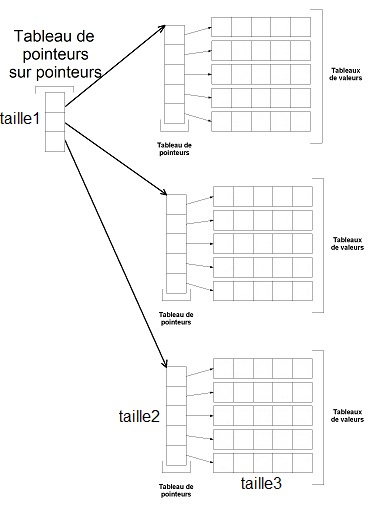 Tableau de
pointeurs
sur pointeurs
taille1
Tableaux
de valeurs
Tableau de
pointeurs
Tableaux
de valeurs
Tableau de
pointeurs
taille2
Tableaux
de valeurs
Tableau de
pointeurs
taille3